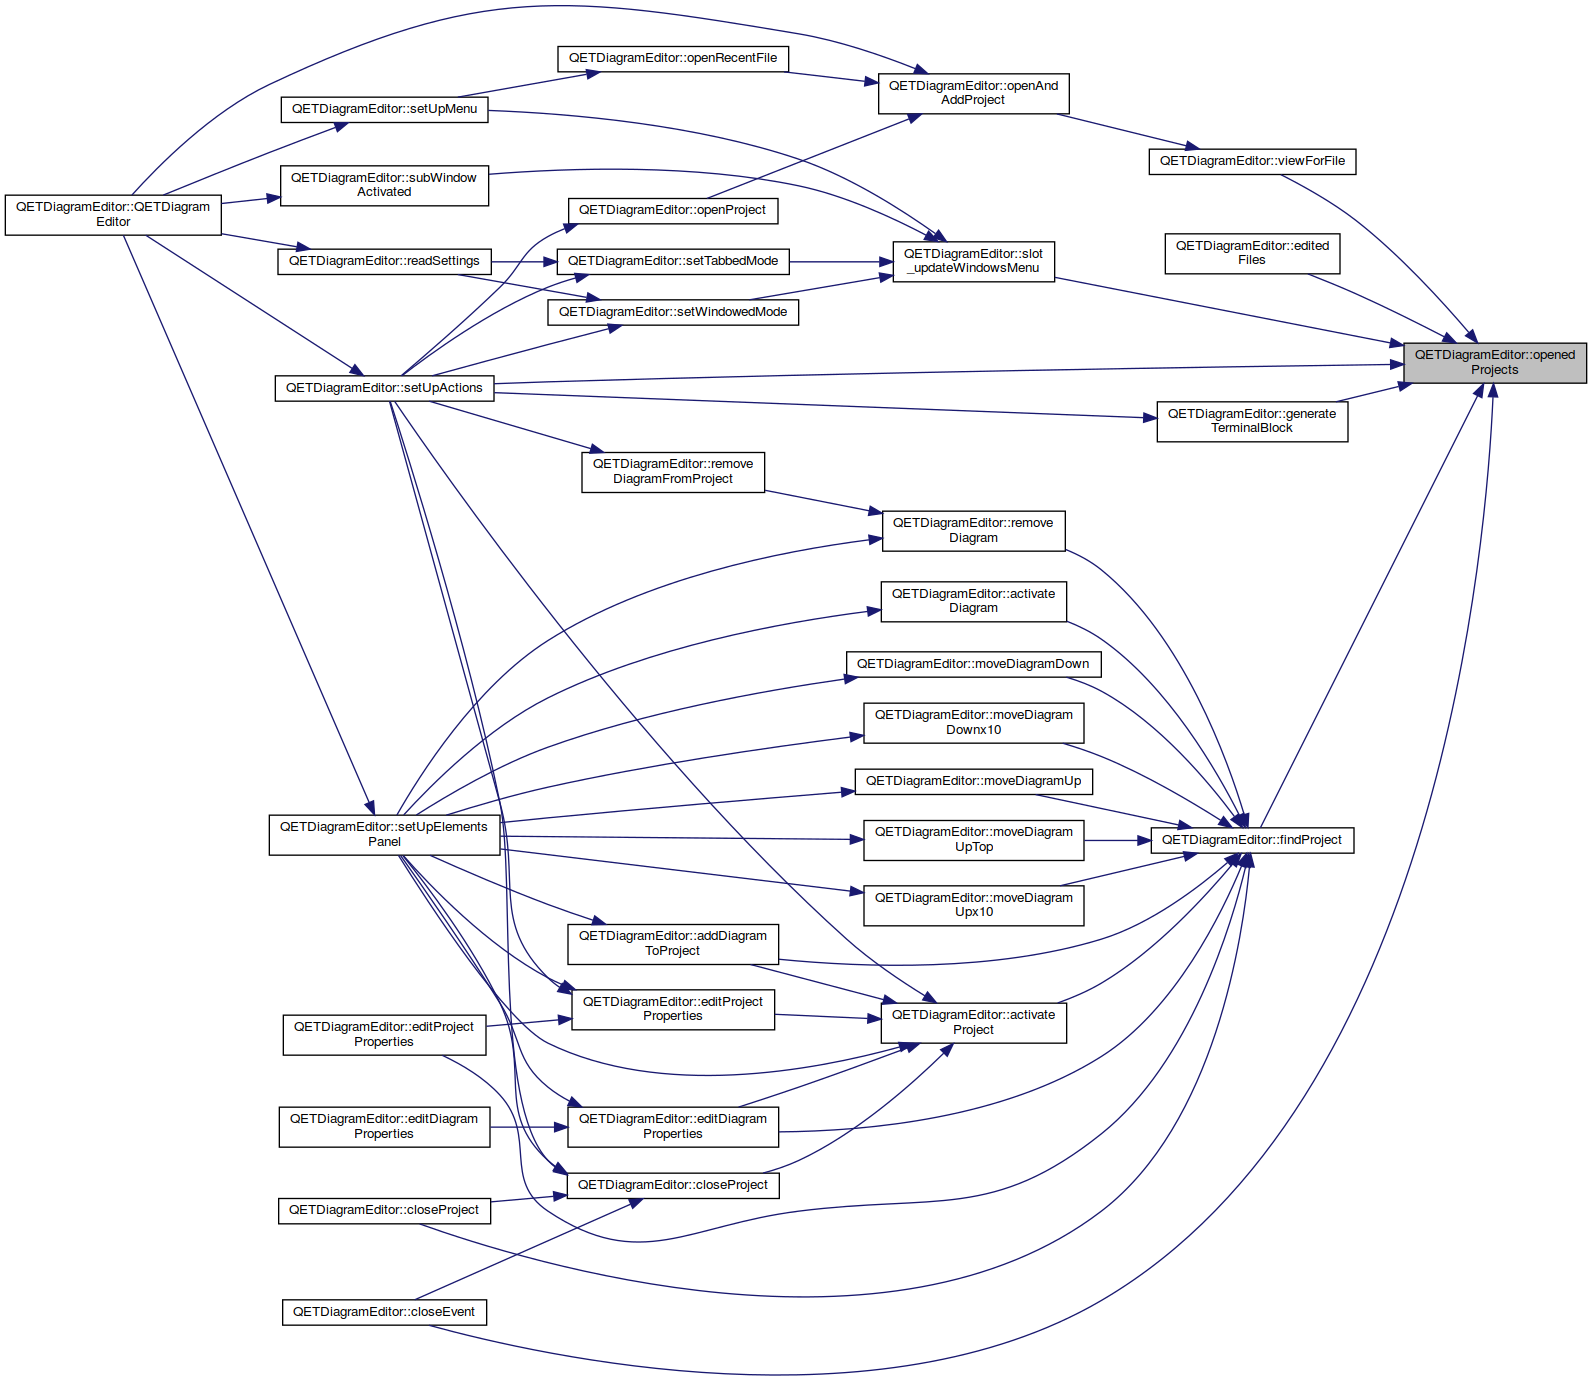 QETDiagramEditor::openRecentFile
QETDiagramEditor::openAnd
AddProject
QETDiagramEditor::setUpMenu
QETDiagramEditor::viewForFile
QETDiagramEditor::subWindow
Activated
QETDiagramEditor::QETDiagram
Editor
QETDiagramEditor::openProject
QETDiagramEditor::edited
Files
QETDiagramEditor::readSettings
QETDiagramEditor::setTabbedMode
QETDiagramEditor::slot
_updateWindowsMenu
QETDiagramEditor::setWindowedMode
QETDiagramEditor::opened
Projects
QETDiagramEditor::setUpActions
QETDiagramEditor::generate
TerminalBlock
QETDiagramEditor::remove
DiagramFromProject
QETDiagramEditor::remove
Diagram
QETDiagramEditor::activate
Diagram
QETDiagramEditor::moveDiagramDown
QETDiagramEditor::moveDiagram
Downx10
QETDiagramEditor::moveDiagramUp
QETDiagramEditor::setUpElements
Panel
QETDiagramEditor::moveDiagram
UpTop
QETDiagramEditor::findProject
QETDiagramEditor::moveDiagram
Upx10
QETDiagramEditor::addDiagram
ToProject
QETDiagramEditor::editProject
Properties
QETDiagramEditor::activate
Project
QETDiagramEditor::editProject
Properties
QETDiagramEditor::editDiagram
Properties
QETDiagramEditor::editDiagram
Properties
QETDiagramEditor::closeProject
QETDiagramEditor::closeProject
QETDiagramEditor::closeEvent